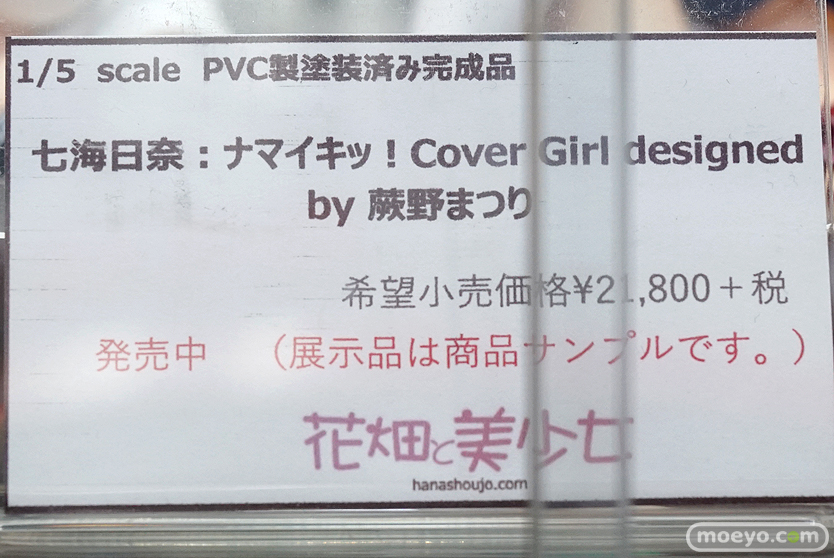 1/5 scale PVC製塗装済み完成品
七海日奈：ナマイキッ！Cover Girl designed
by 蕨野まつり
希望小売価格¥21,800＋税
発売中　（展示品は商品サンプルです。）
花畑と美少女
hanashoujo.com
moeyo.com